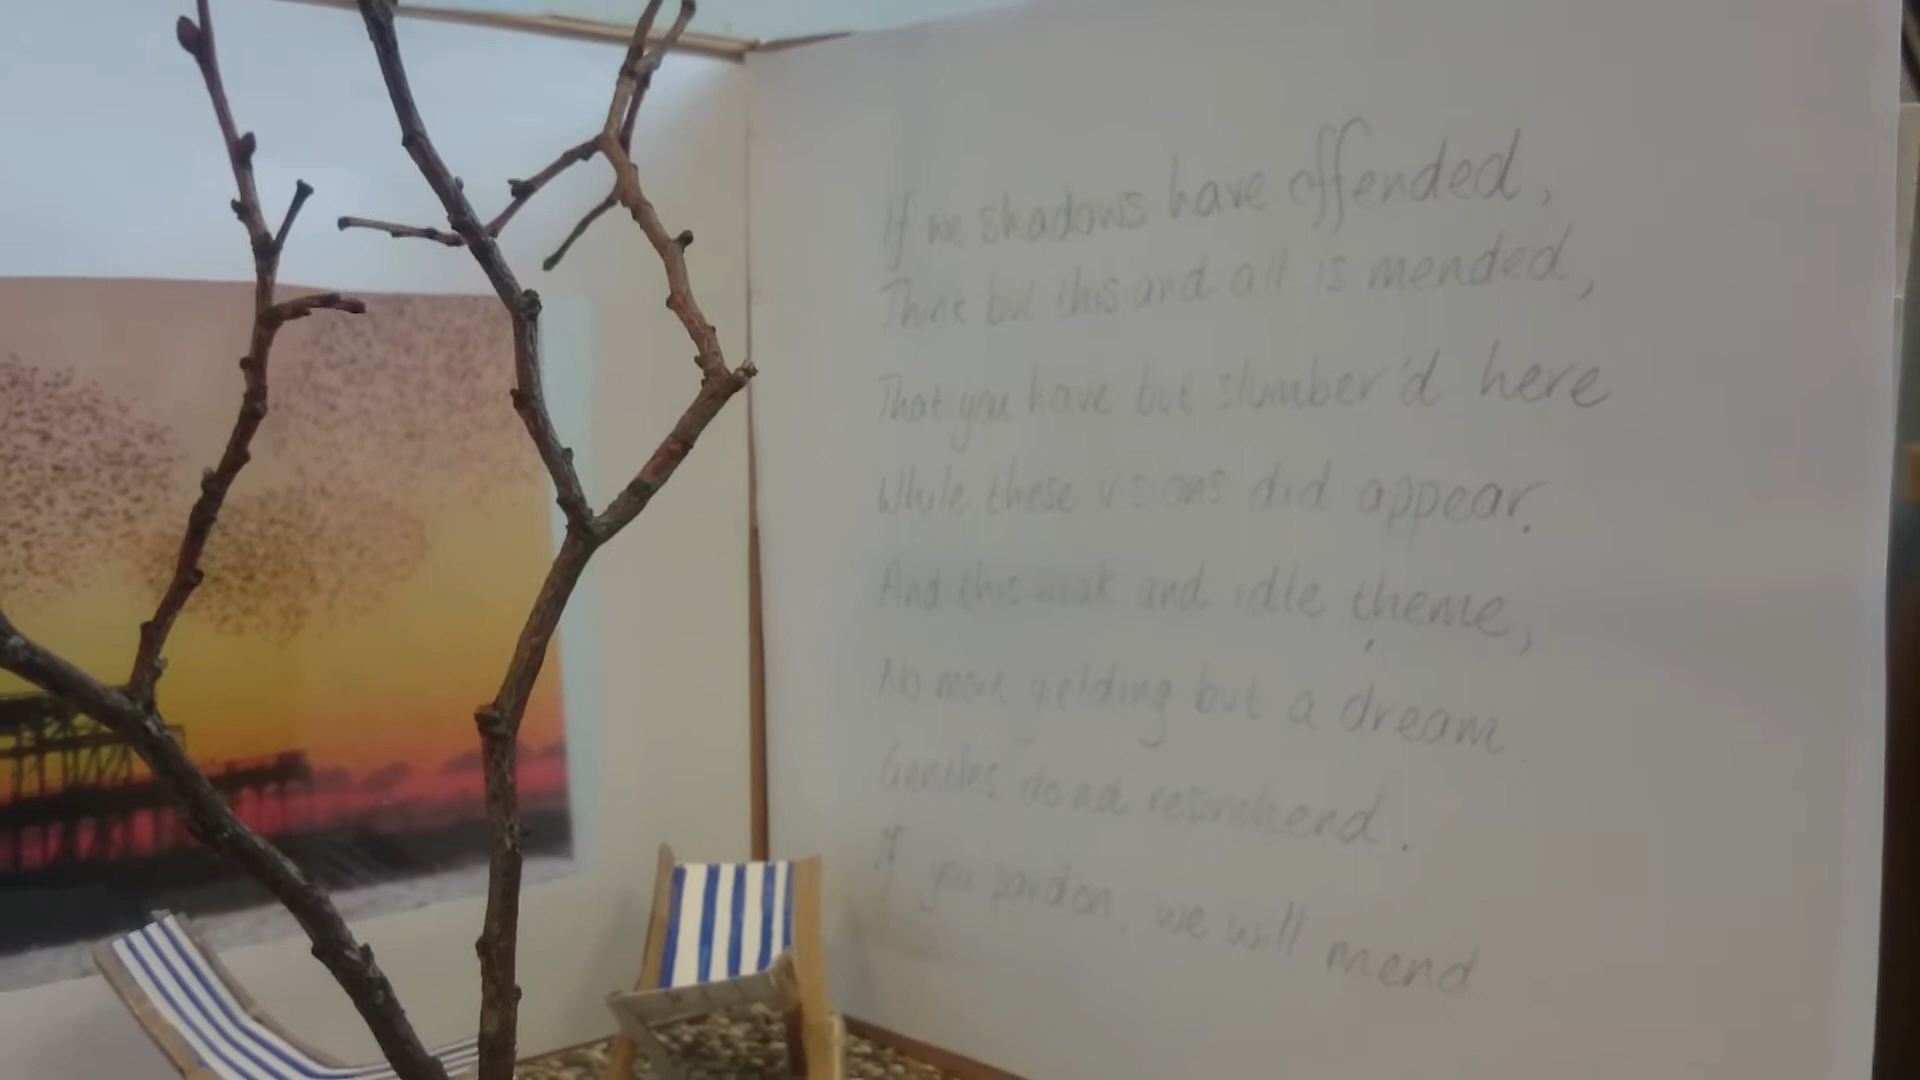 If we shadows have offended,
Think but this and all is mended,
That you have but slumber'd here
While these visions did appear.
And this weak and idle theme,
No more yelding but a dream
Gentles, do not reprehend.
If you pardon, we will mend